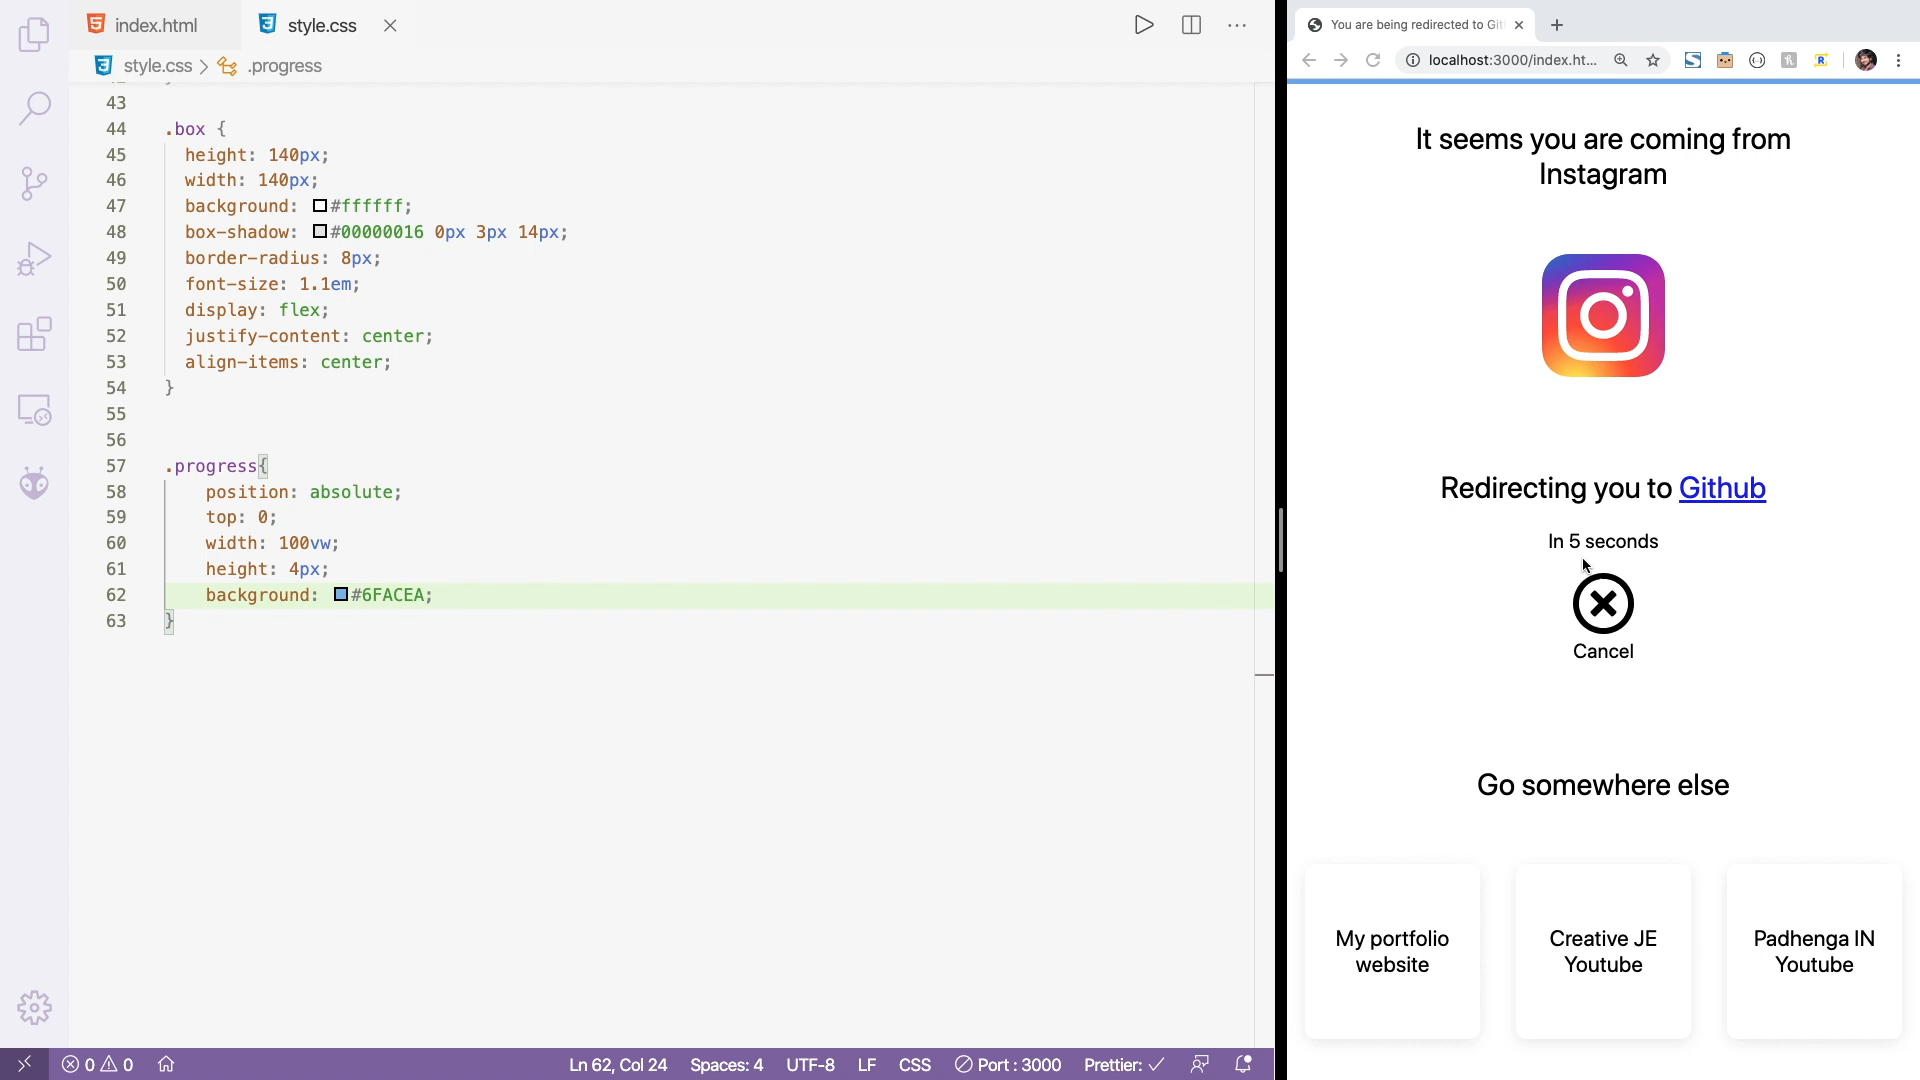 index.html
style.css
style.css > .progress
43
44 .box {
45 height: 140px;
46 width: 140px;
47 background: #ffffff;
48 box-shadow: #00000016 0px 3px 14px;
49 border-radius: 8px;
50 font-size: 1.1em;
51 display: flex;
52 justify-content: center;
53 align-items: center;
54 }
55
56
57 .progress{
58 position: absolute;
59 top: 0;
60 width: 100vw;
61 height: 4px;
62 background: #6FACEA;
63 }
0 0 Ln 62, Col 24 Spaces: 4 UTF-8 LF CSS Port : 3000 Prettier: ✓
You are being redirected to Git
localhost:3000/index.ht...
It seems you are coming from
Instagram
Redirecting you to Github
In 5 seconds
Cancel
Go somewhere else
My portfolio
website
Creative JE
Youtube
Padhenga IN
Youtube